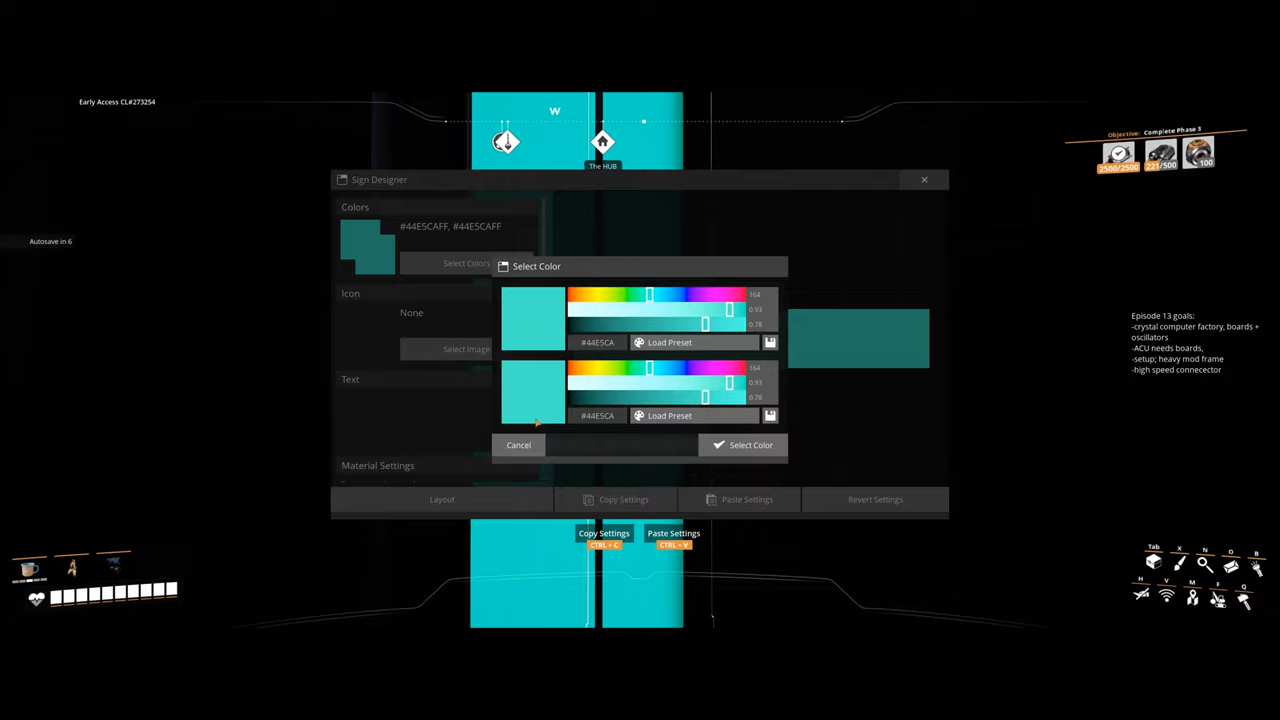 Early Access CL#273254
W
The HUB
Objective: Complete Phase 3
2500/2500
221/500
100
Autosave in 6
Sign Designer
Colors
#44E5CAFF, #44E5CAFF
Select Colors
Icon
None
Select Image
Text
Material Settings
Select Color
164
0.93
0.78
#44E5CA
Load Preset
164
0.93
0.78
#44E5CA
Load Preset
Cancel
Select Color
Layout
Copy Settings
Paste Settings
Revert Settings
Copy Settings
CTRL + C
Paste Settings
CTRL + V
Episode 13 goals:
-crystal computer factory, boards +
oscillators
-ACU needs boards,
-setup; heavy mod frame
-high speed connecector
Tab
X
N
O
B
H
V
M
F
Q